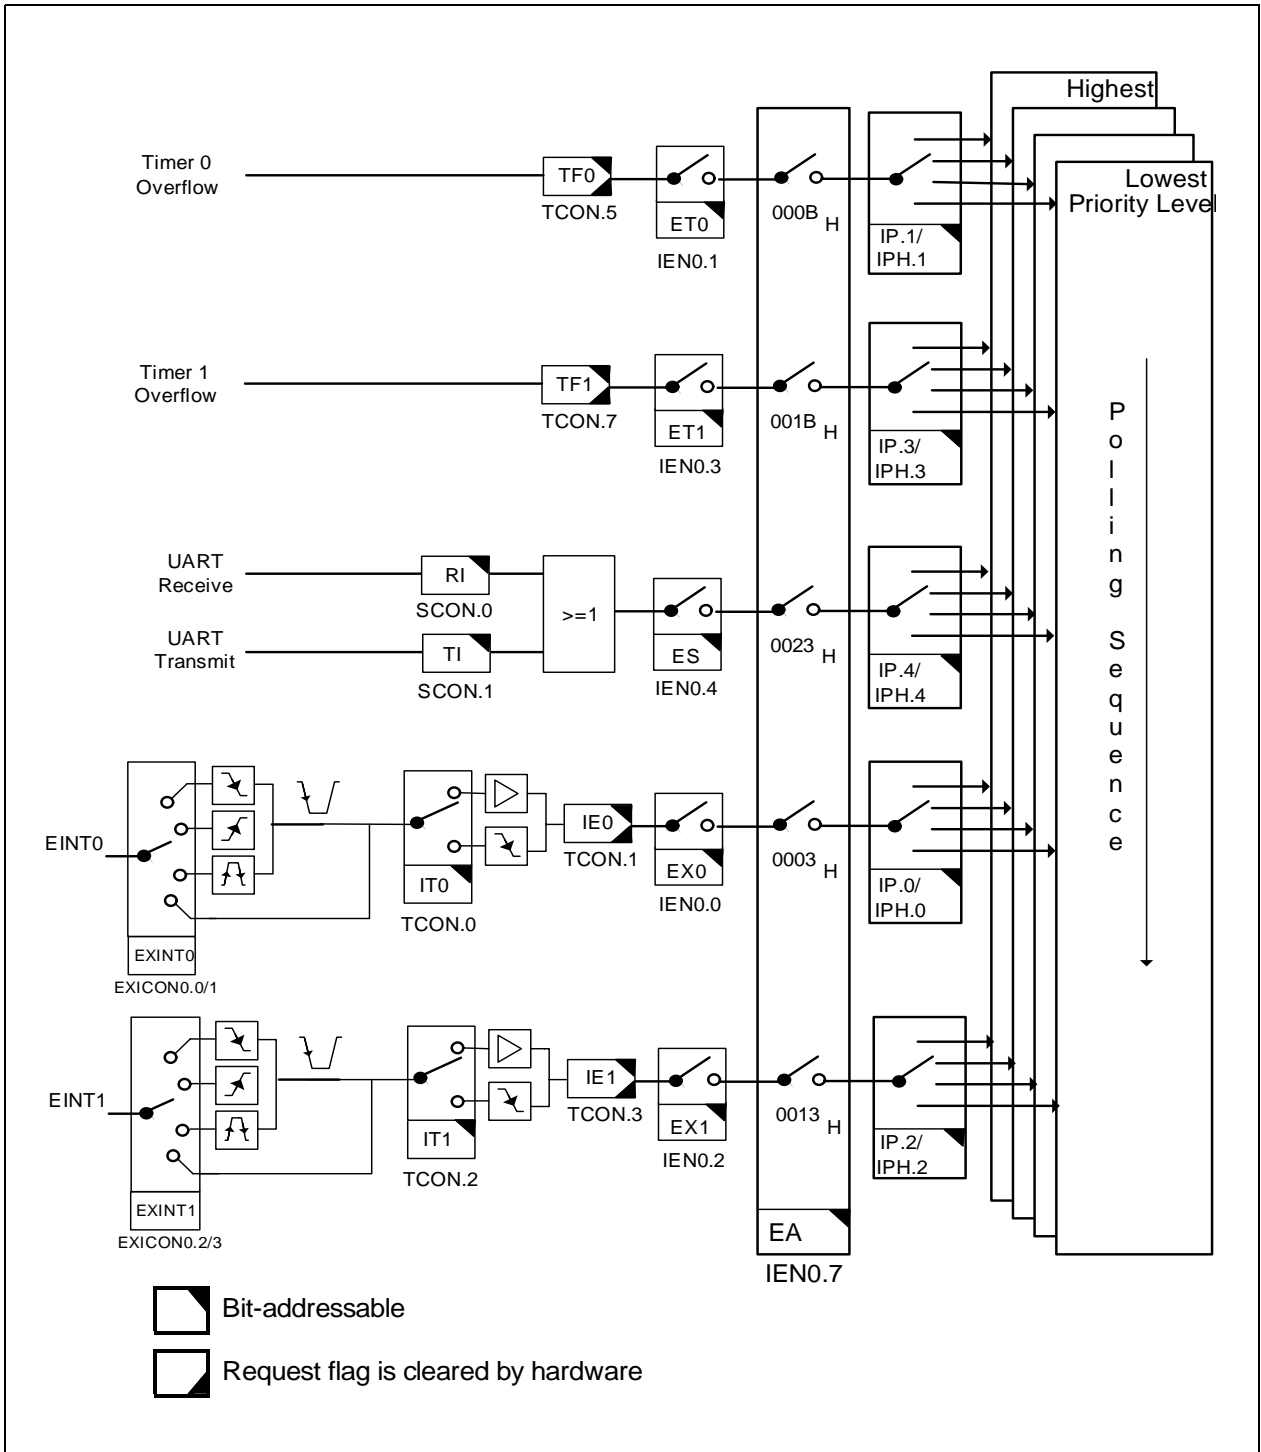 Highest
Lowest
Priority Level
Timer 0
Overflow
TF0
TCON.5
ET0
IEN0.1
000B H
IP.1/
IPH.1
Timer 1
Overflow
TF1
TCON.7
ET1
IEN0.3
001B H
IP.3/
IPH.3
Polling Sequence
UART
Receive
RI
SCON.0
UART
Transmit
TI
SCON.1
>=1
ES
IEN0.4
0023 H
IP.4/
IPH.4
EINT0
EXINT0
EXICON0.0/1
IT0
TCON.0
IE0
TCON.1
EX0
IEN0.0
0003 H
IP.0/
IPH.0
EINT1
EXINT1
EXICON0.2/3
IT1
TCON.2
IE1
TCON.3
EX1
IEN0.2
0013 H
IP.2/
IPH.2
EA
IEN0.7
Bit-addressable
Request flag is cleared by hardware